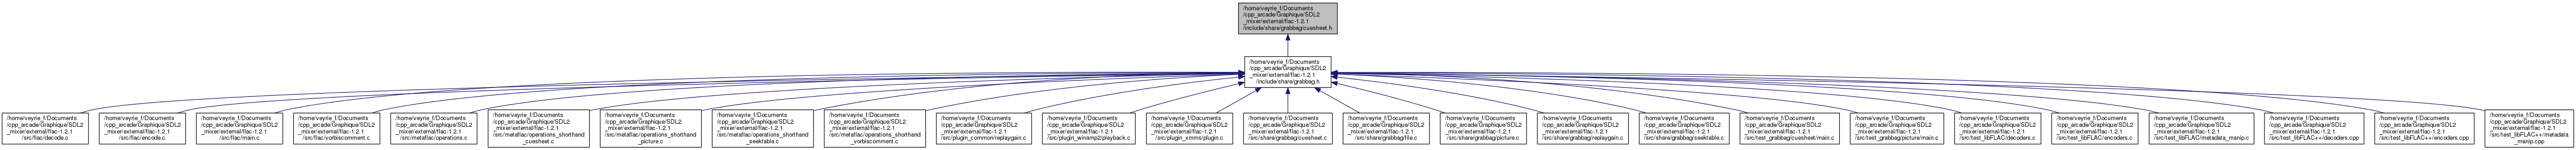 /home/veyrie_f/Documents
/cpp_arcade/Graphique/SDL2
_mixer/external/flac-1.2.1
/include/share/grabbag/cuesheet.h
/home/veyrie_f/Documents
/cpp_arcade/Graphique/SDL2
_mixer/external/flac-1.2.1
/include/share/grabbag.h
/home/veyrie_f/Documents
/cpp_arcade/Graphique/SDL2
_mixer/external/flac-1.2.1
/src/flac/decode.c
/home/veyrie_f/Documents
/cpp_arcade/Graphique/SDL2
_mixer/external/flac-1.2.1
/src/flac/encode.c
/home/veyrie_f/Documents
/cpp_arcade/Graphique/SDL2
_mixer/external/flac-1.2.1
/src/flac/main.c
/home/veyrie_f/Documents
/cpp_arcade/Graphique/SDL2
_mixer/external/flac-1.2.1
/src/flac/vorbiscomment.c
/home/veyrie_f/Documents
/cpp_arcade/Graphique/SDL2
_mixer/external/flac-1.2.1
/src/metaflac/operations.c
/home/veyrie_f/Documents
/cpp_arcade/Graphique/SDL2
_mixer/external/flac-1.2.1
/src/metaflac/operations_shorthand
_cuesheet.c
/home/veyrie_f/Documents
/cpp_arcade/Graphique/SDL2
_mixer/external/flac-1.2.1
/src/metaflac/operations_shorthand
_picture.c
/home/veyrie_f/Documents
/cpp_arcade/Graphique/SDL2
_mixer/external/flac-1.2.1
/src/metaflac/operations_shorthand
_seektable.c
/home/veyrie_f/Documents
/cpp_arcade/Graphique/SDL2
_mixer/external/flac-1.2.1
/src/metaflac/operations_shorthand
_vorbiscomment.c
/home/veyrie_f/Documents
/cpp_arcade/Graphique/SDL2
_mixer/external/flac-1.2.1
/src/plugin_common/replaygain.c
/home/veyrie_f/Documents
/cpp_arcade/Graphique/SDL2
_mixer/external/flac-1.2.1
/src/plugin_winamp2/playback.c
/home/veyrie_f/Documents
/cpp_arcade/Graphique/SDL2
_mixer/external/flac-1.2.1
/src/plugin_xmms/plugin.c
/home/veyrie_f/Documents
/cpp_arcade/Graphique/SDL2
_mixer/external/flac-1.2.1
/src/share/grabbag/cuesheet.c
/home/veyrie_f/Documents
/cpp_arcade/Graphique/SDL2
_mixer/external/flac-1.2.1
/src/share/grabbag/file.c
/home/veyrie_f/Documents
/cpp_arcade/Graphique/SDL2
_mixer/external/flac-1.2.1
/src/share/grabbag/picture.c
/home/veyrie_f/Documents
/cpp_arcade/Graphique/SDL2
_mixer/external/flac-1.2.1
/src/share/grabbag/replaygain.c
/home/veyrie_f/Documents
/cpp_arcade/Graphique/SDL2
_mixer/external/flac-1.2.1
/src/share/grabbag/seektable.c
/home/veyrie_f/Documents
/cpp_arcade/Graphique/SDL2
_mixer/external/flac-1.2.1
/src/test_grabbag/cuesheet/main.c
/home/veyrie_f/Documents
/cpp_arcade/Graphique/SDL2
_mixer/external/flac-1.2.1
/src/test_grabbag/picture/main.c
/home/veyrie_f/Documents
/cpp_arcade/Graphique/SDL2
_mixer/external/flac-1.2.1
/src/test_libFLAC/decoders.c
/home/veyrie_f/Documents
/cpp_arcade/Graphique/SDL2
_mixer/external/flac-1.2.1
/src/test_libFLAC/encoders.c
/home/veyrie_f/Documents
/cpp_arcade/Graphique/SDL2
_mixer/external/flac-1.2.1
/src/test_libFLAC/metadata_manip.c
/home/veyrie_f/Documents
/cpp_arcade/Graphique/SDL2
_mixer/external/flac-1.2.1
/src/test_libFLAC++/decoders.cpp
/home/veyrie_f/Documents
/cpp_arcade/Graphique/SDL2
_mixer/external/flac-1.2.1
/src/test_libFLAC++/encoders.cpp
/home/veyrie_f/Documents
/cpp_arcade/Graphique/SDL2
_mixer/external/flac-1.2.1
/src/test_libFLAC++/metadata
_manip.cpp